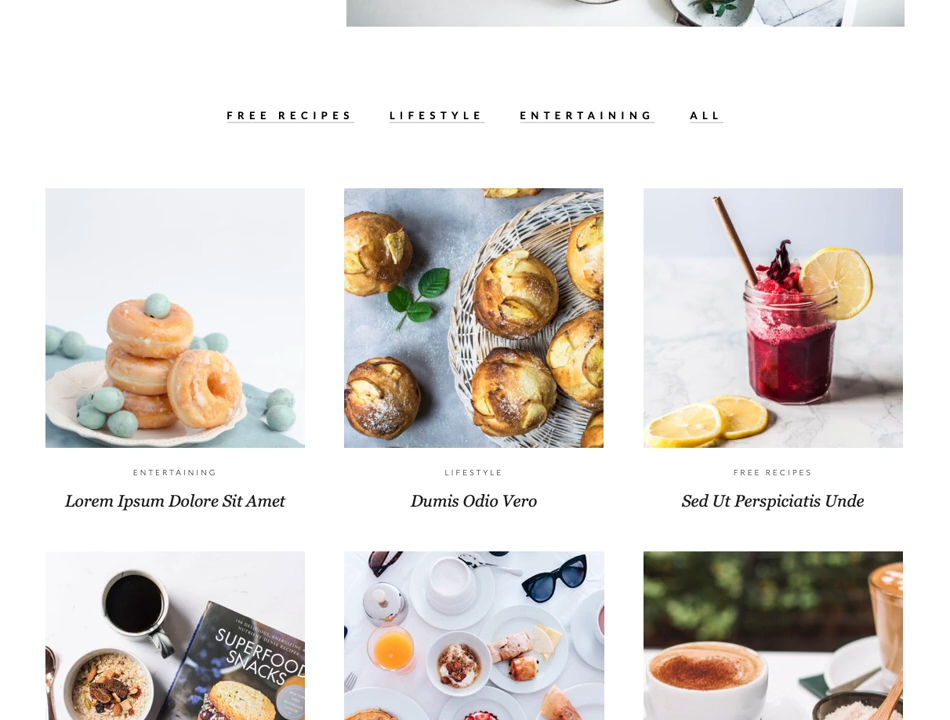 FREE RECIPES
LIFESTYLE
ENTERTAINING
ALL
ENTERTAINING
Lorem Ipsum Dolore Sit Amet
LIFESTYLE
Dumis Odio Vero
FREE RECIPES
Sed Ut Perspiciatis Unde
SUPERFOOD
SNACKS